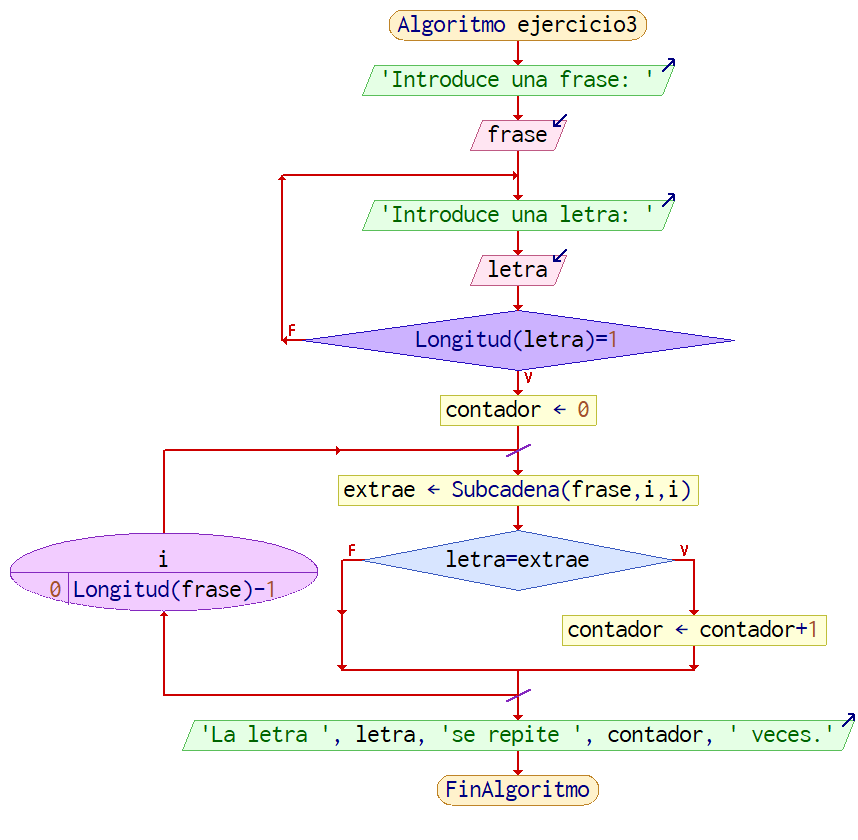 Algoritmo ejercicio3
'Introduce una frase: '
frase
'Introduce una letra: '
letra
Longitud(letra)=1
F
V
contador ← 0
extrae ← Subcadena(frase,i,i)
i
0 Longitud(frase)-1
letra=extrae
F
V
contador ← contador+1
'La letra ', letra, 'se repite ', contador, ' veces.'
FinAlgoritmo